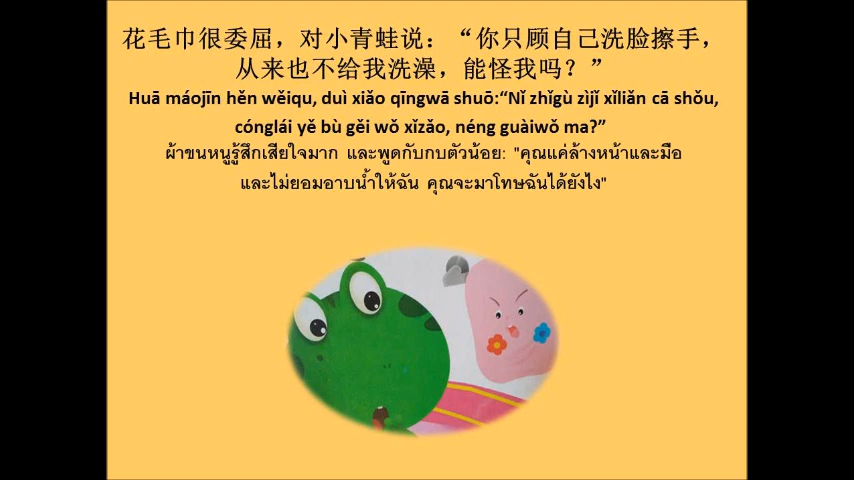 花毛巾很委屈，对小青蛙说：“你只顾自己洗脸擦手，
从来也不给我洗澡，能怪我吗？”
Huā máojīn hěn wěiqu, duì xiǎo qīngwā shuō:“Nǐ zhǐgù zìjǐ xǐliǎn cā shǒu,
cónglái yě bù gěi wǒ xǐzǎo, néng guàiwǒ ma?”
ผ้าขนหนูรู้สึกเสียใจมาก และพูดกับกบตัวน้อย: "คุณแค่ล้างหน้าและมือ
และไม่ยอมอาบน้ำให้ฉัน คุณจะมาโทษฉันได้ยังไง"